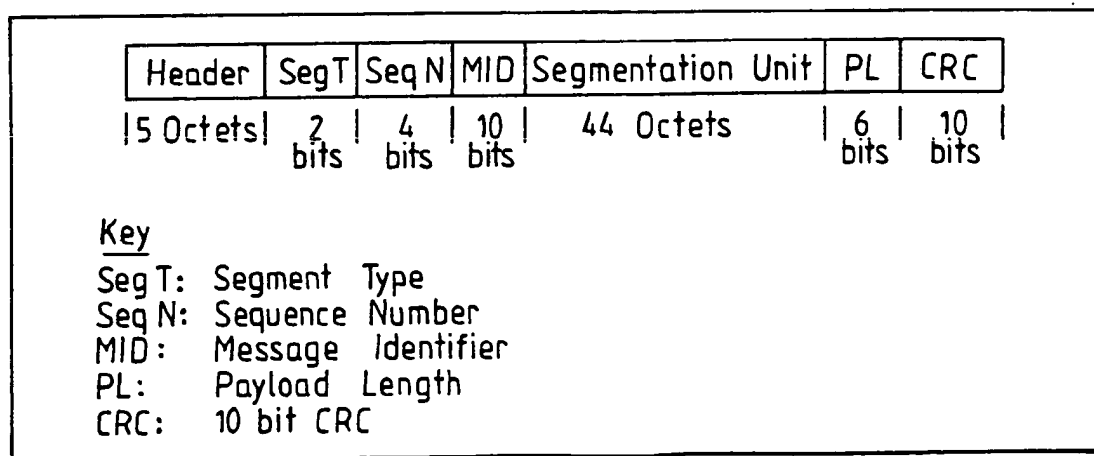 Header SegT Seq N MID Segmentation Unit PL CRC
5 Octets 2 bits 4 bits 10 bits 44 Octets 6 bits 10 bits
Key
Seg T: Segment Type
Seq N: Sequence Number
MID: Message Identifier
PL: Payload Length
CRC: 10 bit CRC